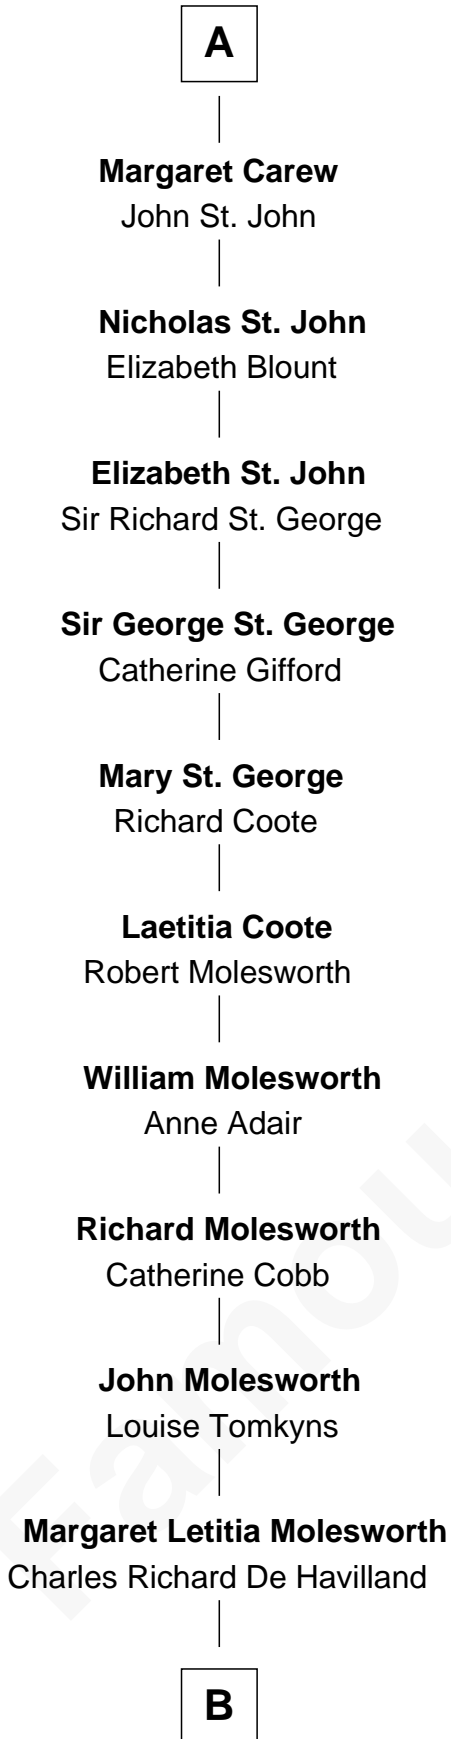 A
Margaret Carew
John St. John
Nicholas St. John
Elizabeth Blount
Elizabeth St. John
Sir Richard St. George
Sir George St. George
Catherine Gifford
Mary St. George
Richard Coote
Laetitia Coote
Robert Molesworth
William Molesworth
Anne Adair
Richard Molesworth
Catherine Cobb
John Molesworth
Louise Tomkyns
Margaret Letitia Molesworth
Charles Richard De Havilland
B
Famou